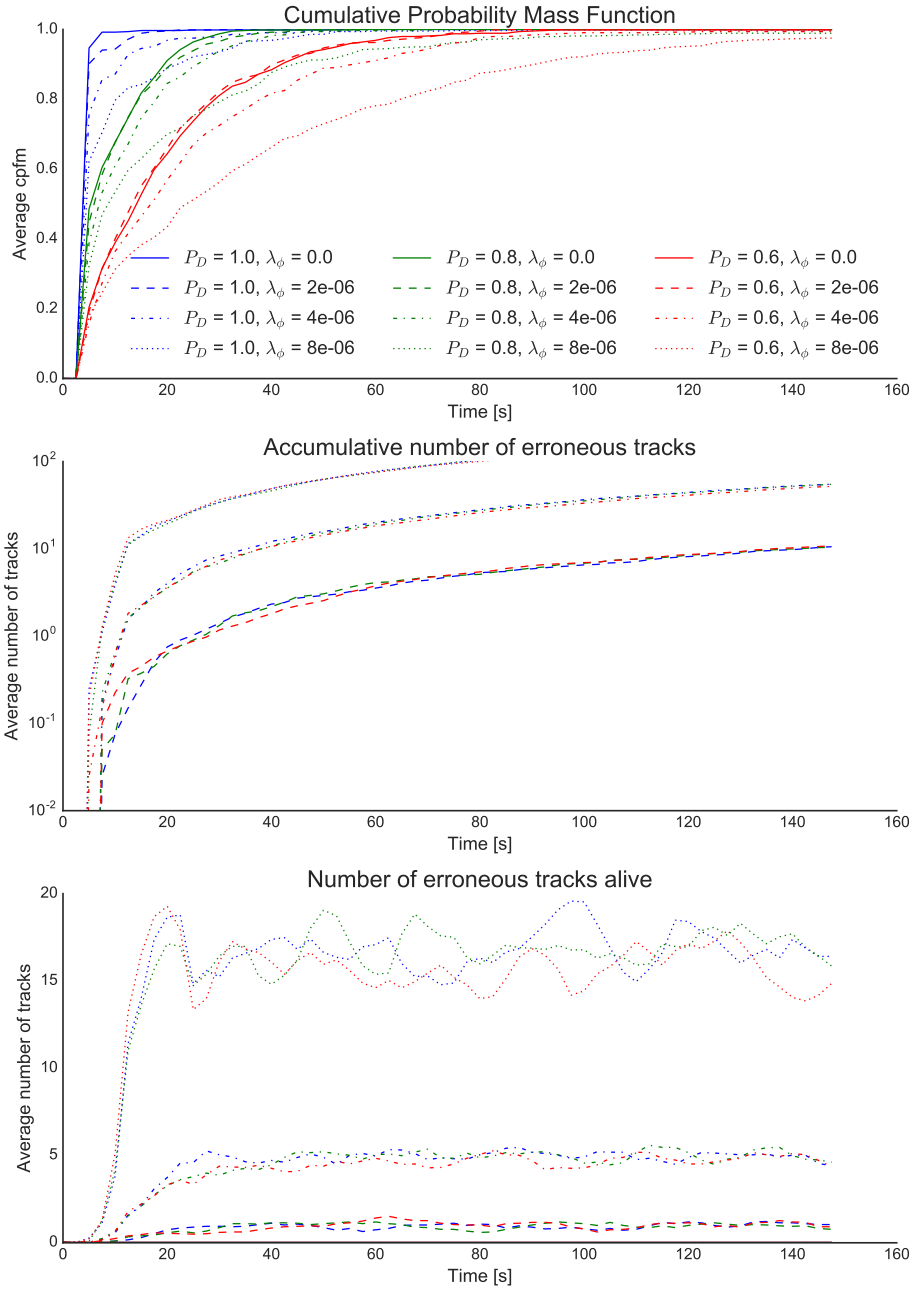 Cumulative Probability Mass Function
1.0
0.8
0.6
0.4
0.2
0.0
Average cpfm
P_D = 1.0, λ_ϕ = 0.0
P_D = 1.0, λ_ϕ = 2e-06
P_D = 1.0, λ_ϕ = 4e-06
P_D = 1.0, λ_ϕ = 8e-06
P_D = 0.8, λ_ϕ = 0.0
P_D = 0.8, λ_ϕ = 2e-06
P_D = 0.8, λ_ϕ = 4e-06
P_D = 0.8, λ_ϕ = 8e-06
P_D = 0.6, λ_ϕ = 0.0
P_D = 0.6, λ_ϕ = 2e-06
P_D = 0.6, λ_ϕ = 4e-06
P_D = 0.6, λ_ϕ = 8e-06
0 20 40 60 80 100 120 140 160
Time [s]
Accumulative number of erroneous tracks
10^2
10^1
10^0
10^-1
10^-2
Average number of tracks
0 20 40 60 80 100 120 140 160
Time [s]
Number of erroneous tracks alive
20
15
10
5
0
Average number of tracks
0 20 40 60 80 100 120 140 160
Time [s]